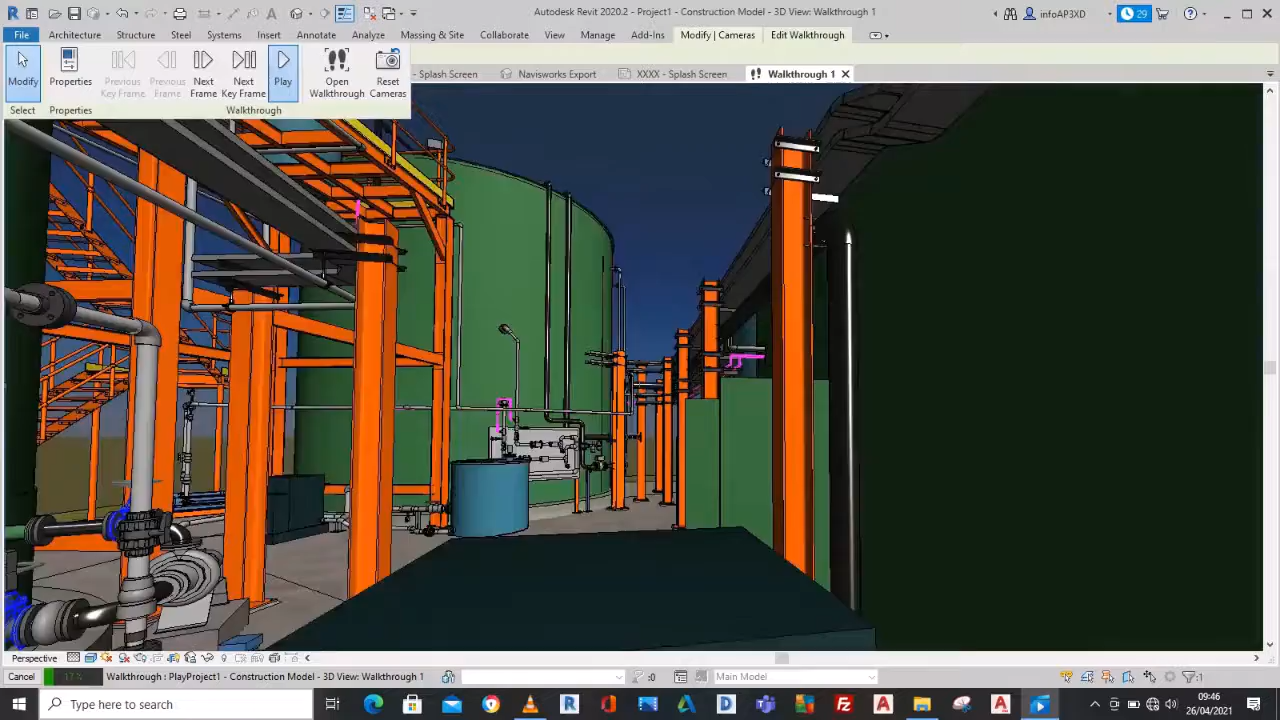 Autodesk Revit 2020.2 - Project1 - Construction Model - 3D View: Walkthrough 1
infoAP3XD
29
File Architecture Structure Steel Systems Insert Annotate Analyze Massing & Site Collaborate View Manage Add-Ins Modify | Cameras Edit Walkthrough
Modify
Properties
Previous Key Frame
Previous Frame
Next Frame
Next Key Frame
Play
Open Walkthrough
Reset Cameras
Select Properties Walkthrough
- Splash Screen
Navisworks Export
XXXX - Splash Screen
Walkthrough 1
Perspective
Cancel 17 % Walkthrough : PlayProject1 - Construction Model - 3D View: Walkthrough 1 :0 Main Model :1
Type here to search
09:46
26/04/2021